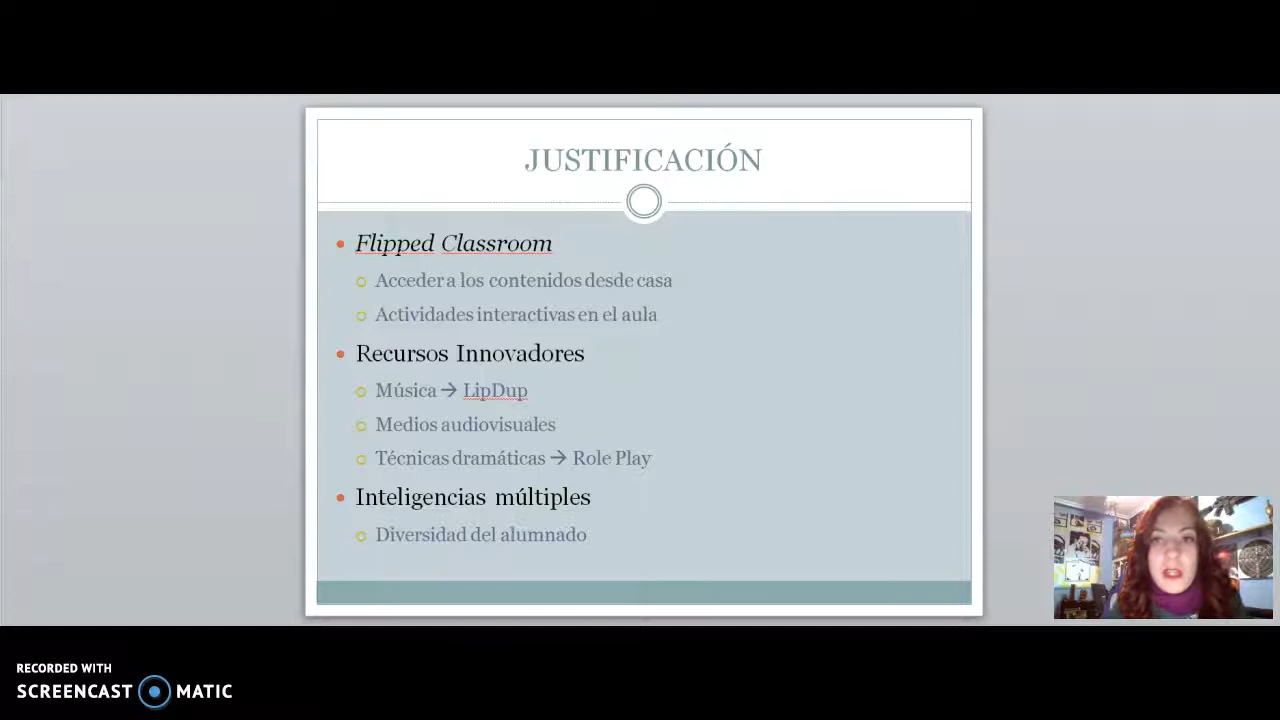 JUSTIFICACIÓN
Flipped Classroom
Acceder a los contenidos desde casa
Actividades interactivas en el aula
Recursos Innovadores
Música → LipDup
Medios audiovisuales
Técnicas dramáticas → Role Play
Inteligencias múltiples
Diversidad del alumnado
RECORDED WITH
SCREENCAST MATIC